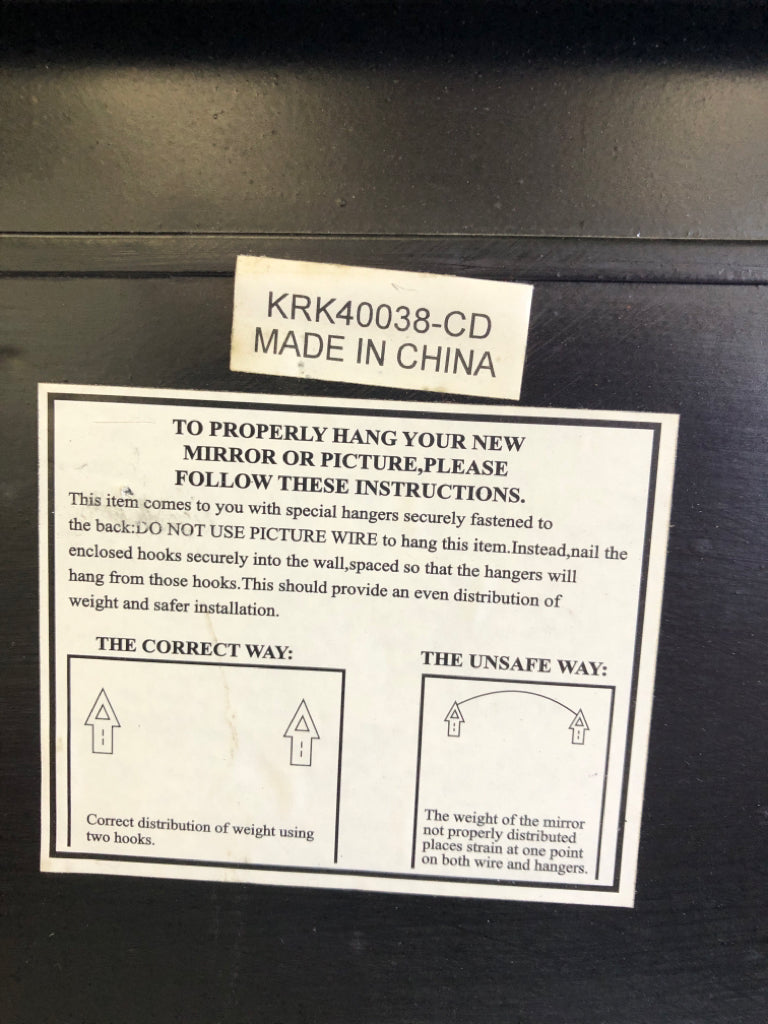 KRK40038-CD
MADE IN CHINA
TO PROPERLY HANG YOUR NEW
MIRROR OR PICTURE,PLEASE
FOLLOW THESE INSTRUCTIONS.
This item comes to you with special hangers securely fastened to
the back:DO NOT USE PICTURE WIRE to hang this item.Instead,nail the
enclosed hooks securely into the wall,spaced so that the hangers will
hang from those hooks.This should provide an even distribution of
weight and safer installation.
THE CORRECT WAY:
Correct distribution of weight using
two hooks.
THE UNSAFE WAY:
The weight of the mirror
not properly distributed
places strain at one point
on both wire and hangers.